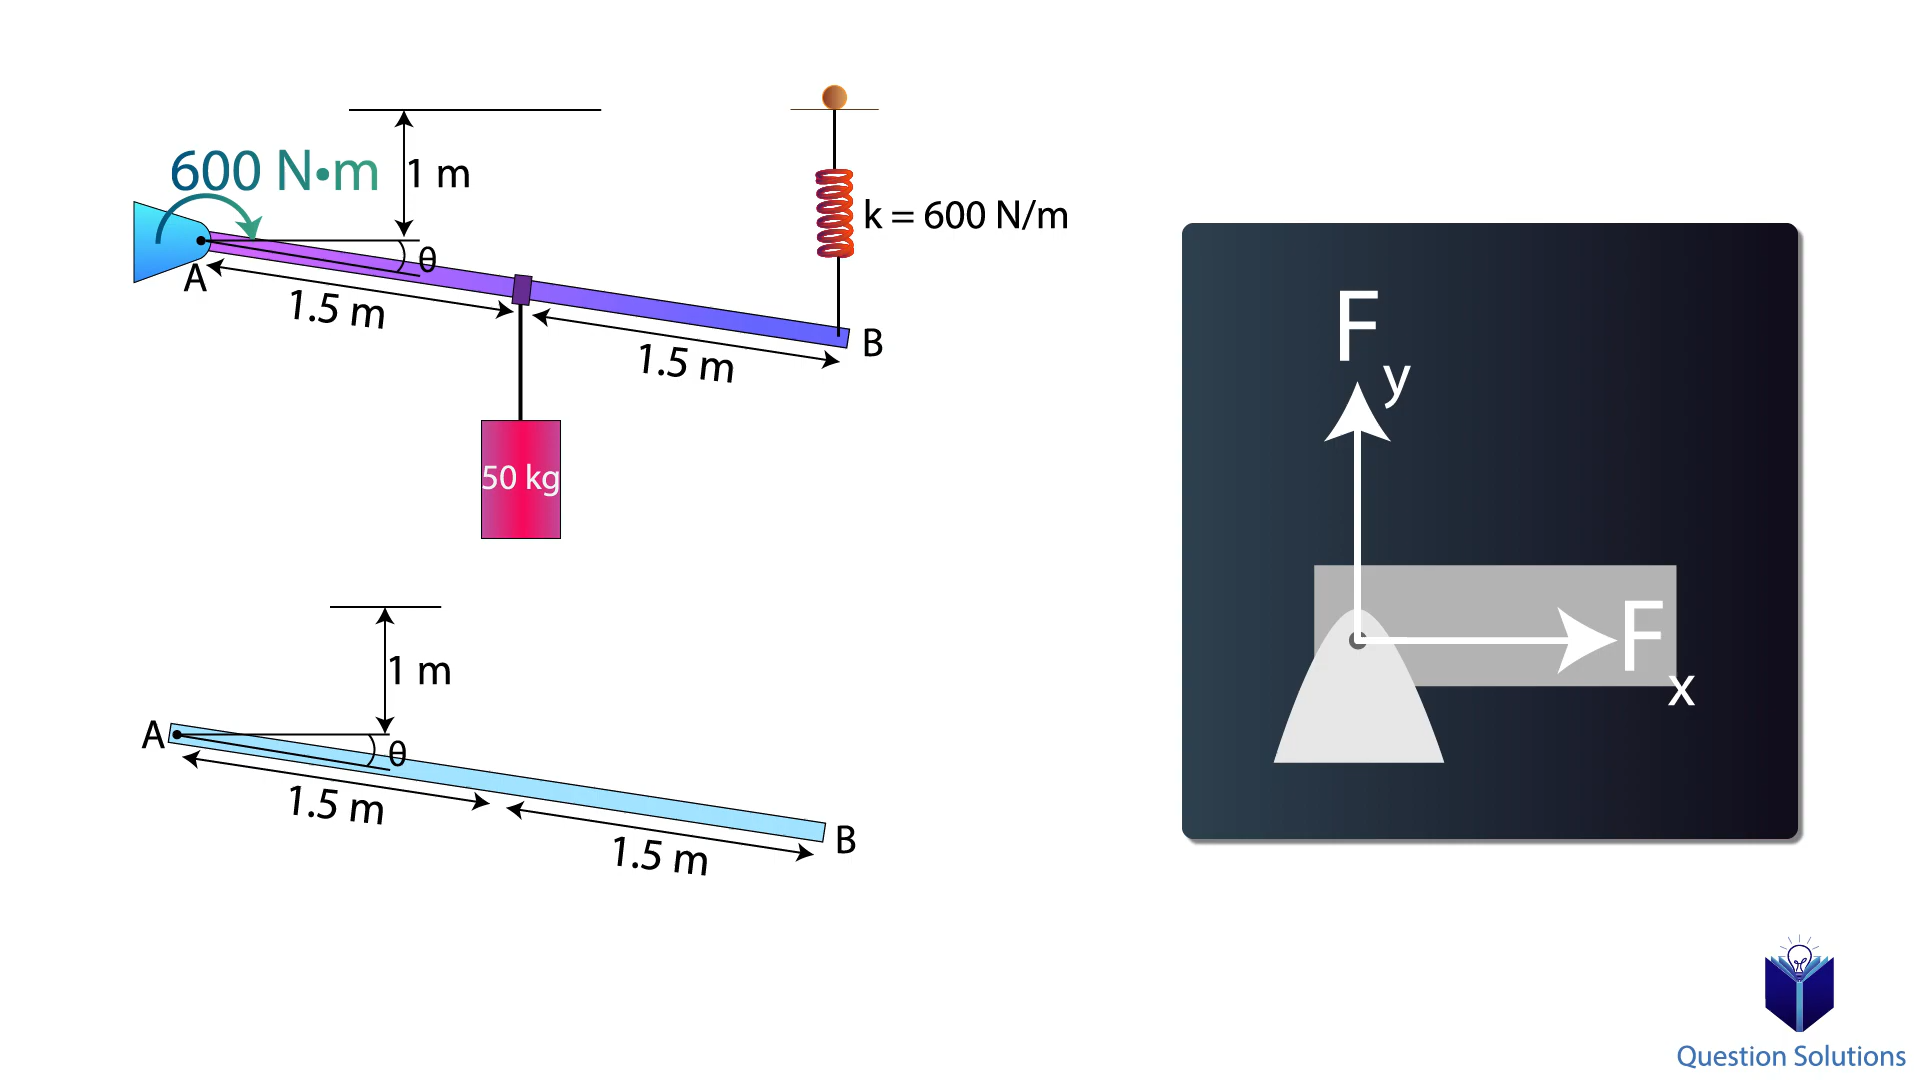 600 N•m
1 m
k = 600 N/m
θ
A
1.5 m
B
1.5 m
50 kg
F
y
F
x
1 m
A
θ
1.5 m
B
1.5 m
Question Solutions